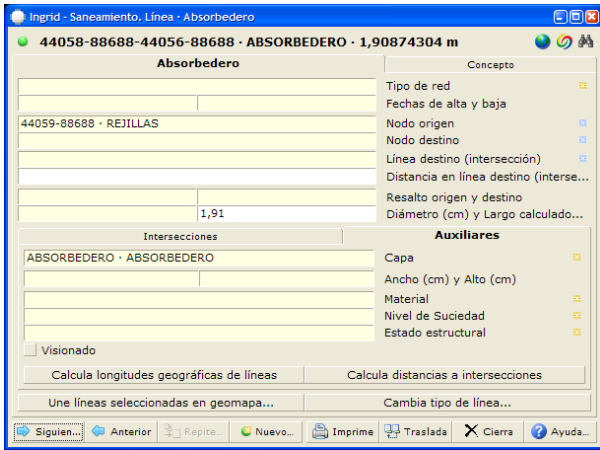 Ingrid - Saneamiento. Línea · Absorbedero
44058-88688-44056-88688 · ABSORBEDERO · 1,90874304 m
Absorbedero
Concepto
Tipo de red
Fechas de alta y baja
44059-88688 · REJILLAS
Nodo origen
Nodo destino
Línea destino (intersección)
Distancia en línea destino (interse...
Resalto origen y destino
1,91
Diámetro (cm) y Largo calculado...
Intersecciones
Auxiliares
ABSORBEDERO · ABSORBEDERO
Capa
Ancho (cm) y Alto (cm)
Material
Nivel de Suciedad
Estado estructural
Visionado
Calcula longitudes geográficas de líneas
Calcula distancias a intersecciones
Une líneas seleccionadas en geomapa...
Cambia tipo de línea...
Siguien...
Anterior
Repite...
Nuevo...
Imprime
Traslada
Cierra
Ayuda...